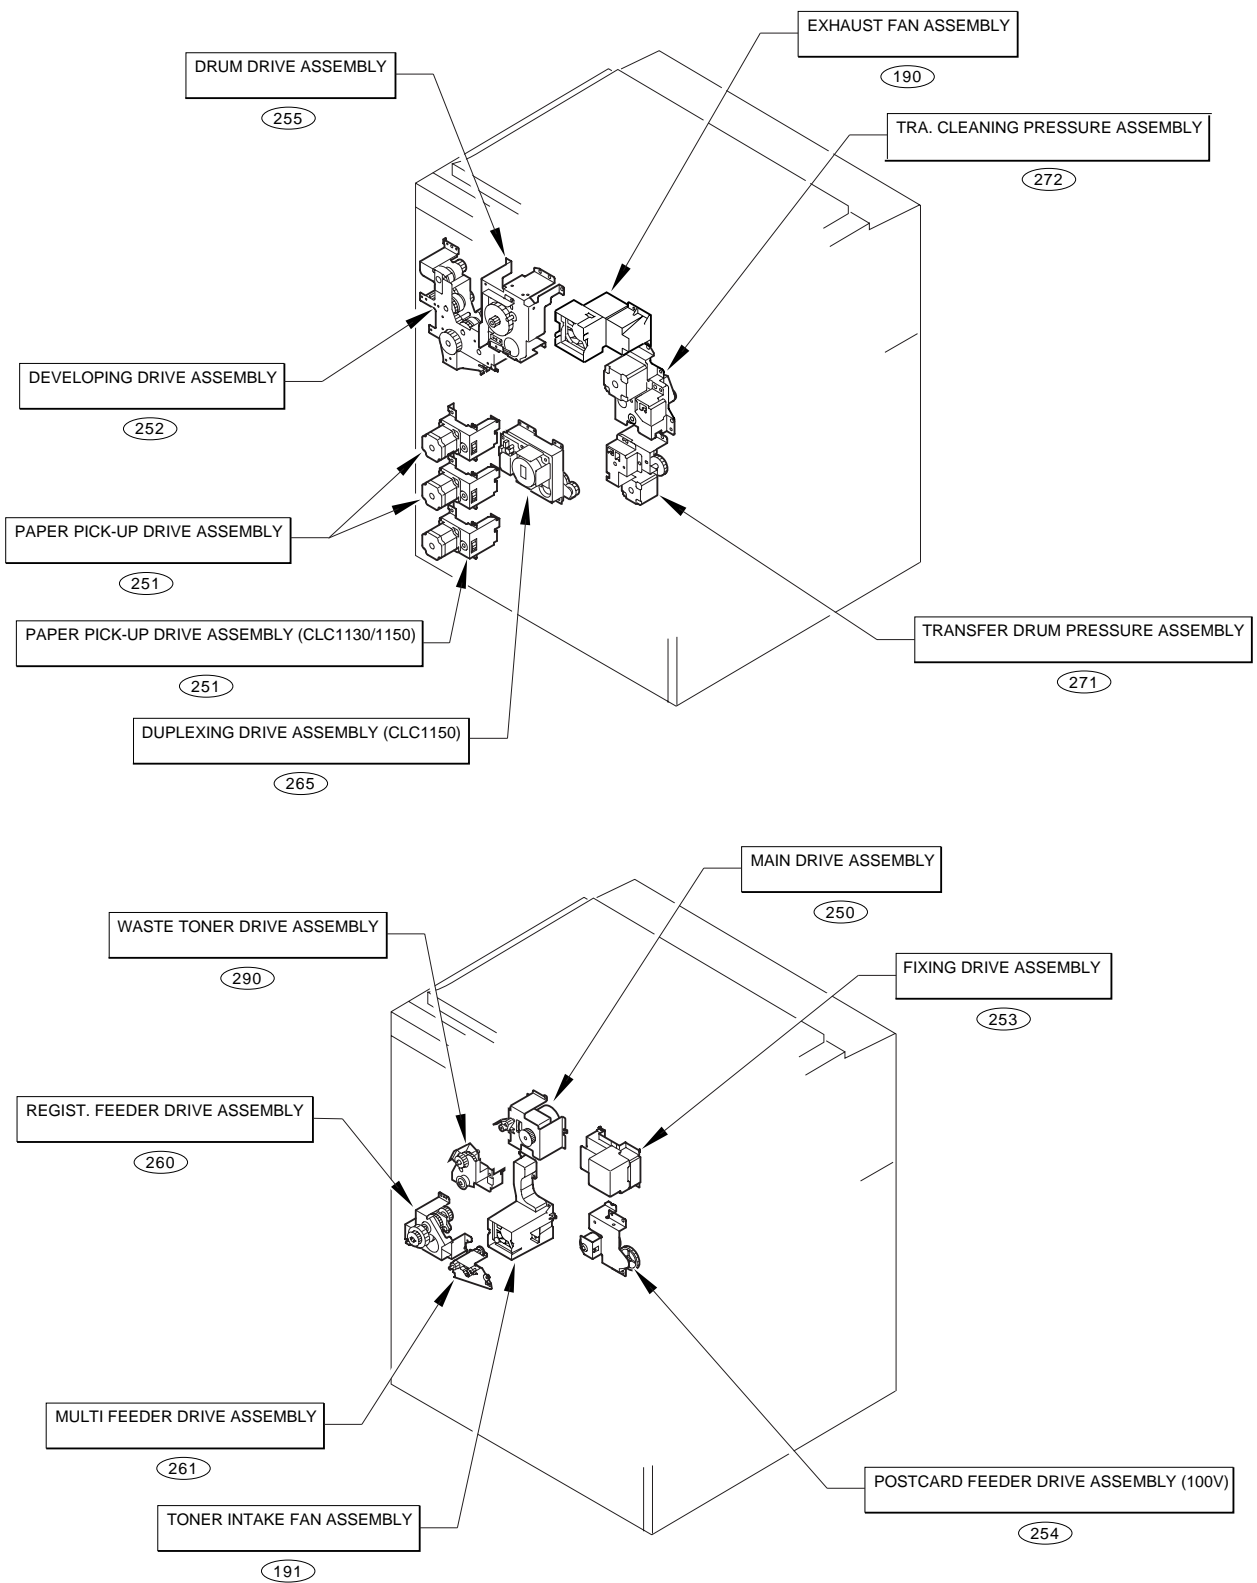 EXHAUST FAN ASSEMBLY
190
DRUM DRIVE ASSEMBLY
255
TRA. CLEANING PRESSURE ASSEMBLY
272
DEVELOPING DRIVE ASSEMBLY
252
PAPER PICK-UP DRIVE ASSEMBLY
251
PAPER PICK-UP DRIVE ASSEMBLY (CLC1130/1150)
251
TRANSFER DRUM PRESSURE ASSEMBLY
271
DUPLEXING DRIVE ASSEMBLY (CLC1150)
265
MAIN DRIVE ASSEMBLY
250
WASTE TONER DRIVE ASSEMBLY
290
FIXING DRIVE ASSEMBLY
253
REGIST. FEEDER DRIVE ASSEMBLY
260
MULTI FEEDER DRIVE ASSEMBLY
261
POSTCARD FEEDER DRIVE ASSEMBLY (100V)
254
TONER INTAKE FAN ASSEMBLY
191